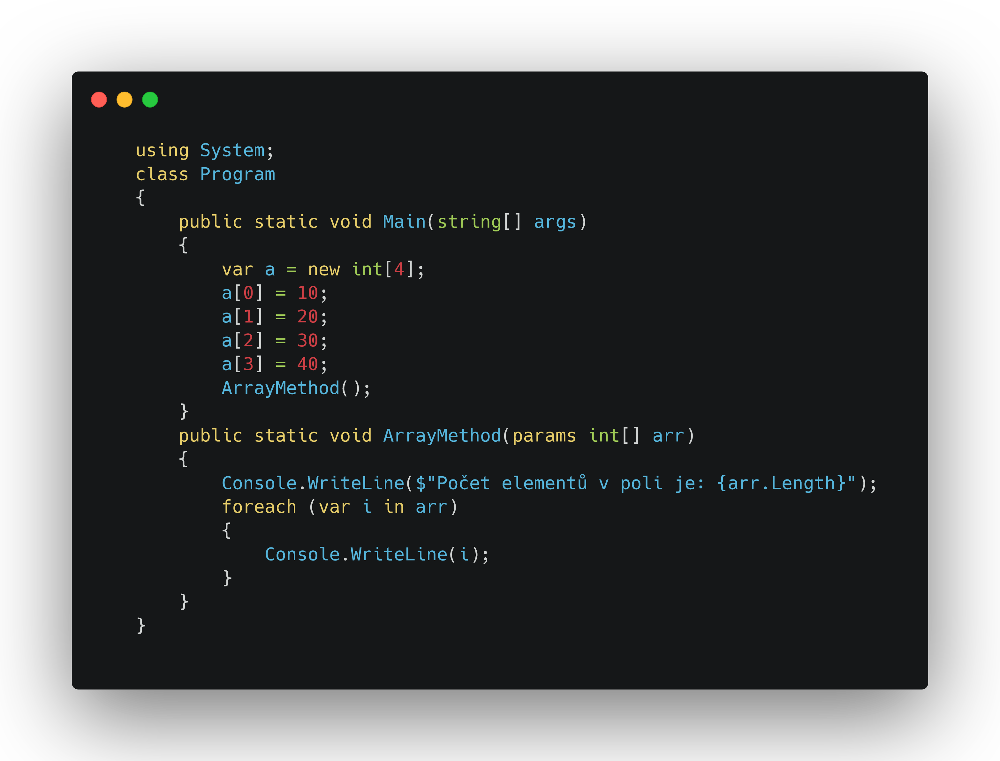 using System;
class Program
{
    public static void Main(string[] args)
    {
        var a = new int[4];
        a[0] = 10;
        a[1] = 20;
        a[2] = 30;
        a[3] = 40;
        ArrayMethod();
    }
    public static void ArrayMethod(params int[] arr)
    {
        Console.WriteLine($"Počet elementů v poli je: {arr.Length}");
        foreach (var i in arr)
        {
            Console.WriteLine(i);
        }
    }
}